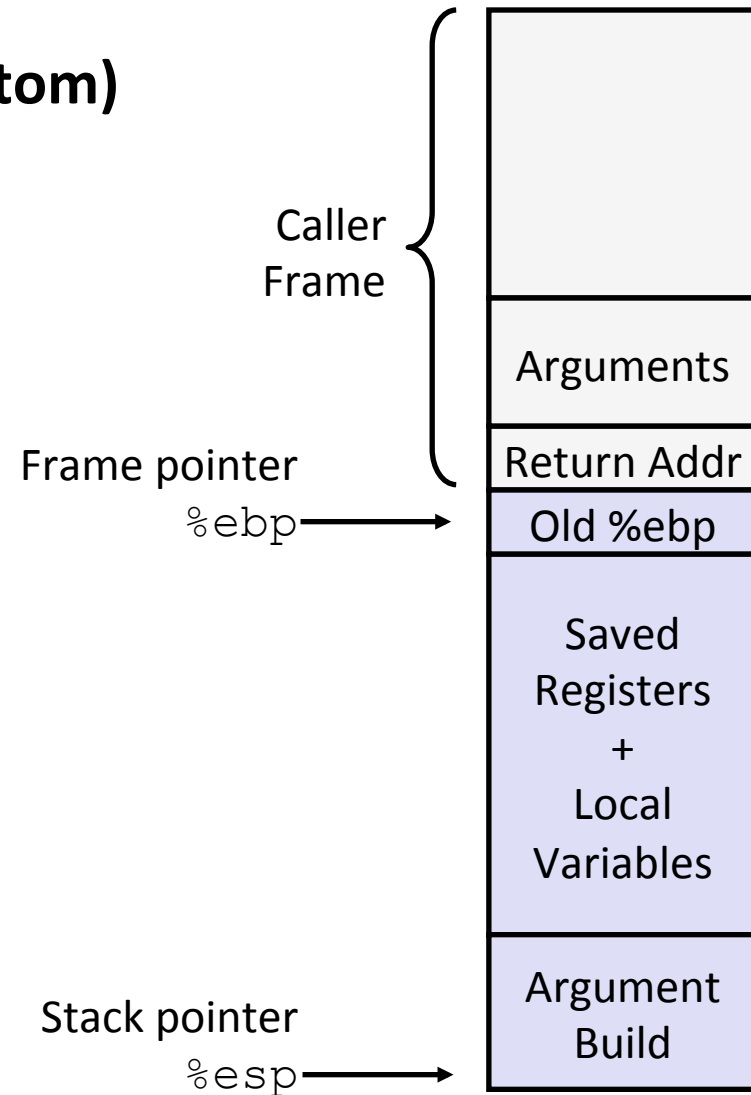 tom)
Caller
Frame
Arguments
Frame pointer
Return Addr
%ebp
Old %ebp
Saved
Registers
+
Local
Variables
Argument
Build
Stack pointer
%esp